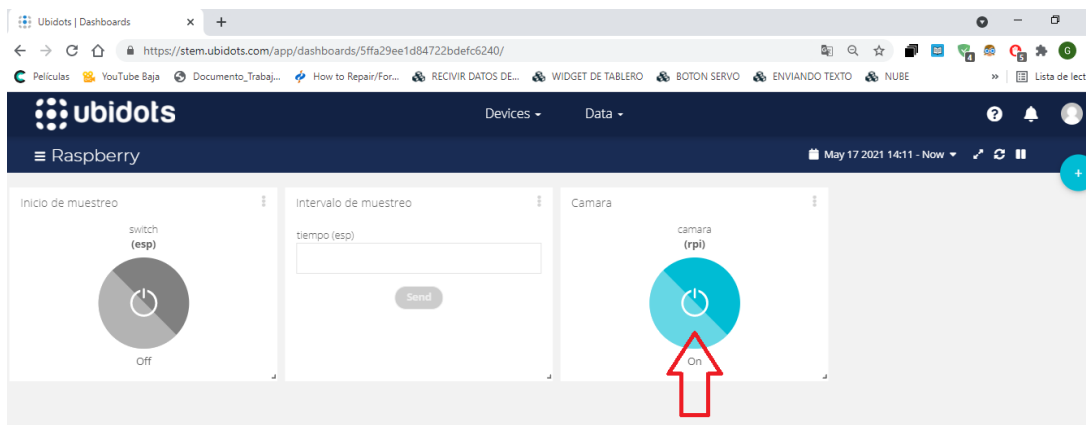 Ubidots | Dashboards
https://stem.ubidots.com/app/dashboards/5ffa29ee1d84722bdefc6240/
4
5
G
Películas
YouTube Baja
Documento_Trabaj...
How to Repair/For...
RECIVIR DATOS DE...
WIDGET DE TABLERO
BOTON SERVO
ENVIANDO TEXTO
NUBE
»
Lista de lect
ubidots
Devices
Data
Raspberry
May 17 2021 14:11 - Now
Inicio de muestreo
switch
(esp)
Off
Intervalo de muestreo
tiempo (esp)
Send
Camara
camara
(rpi)
On